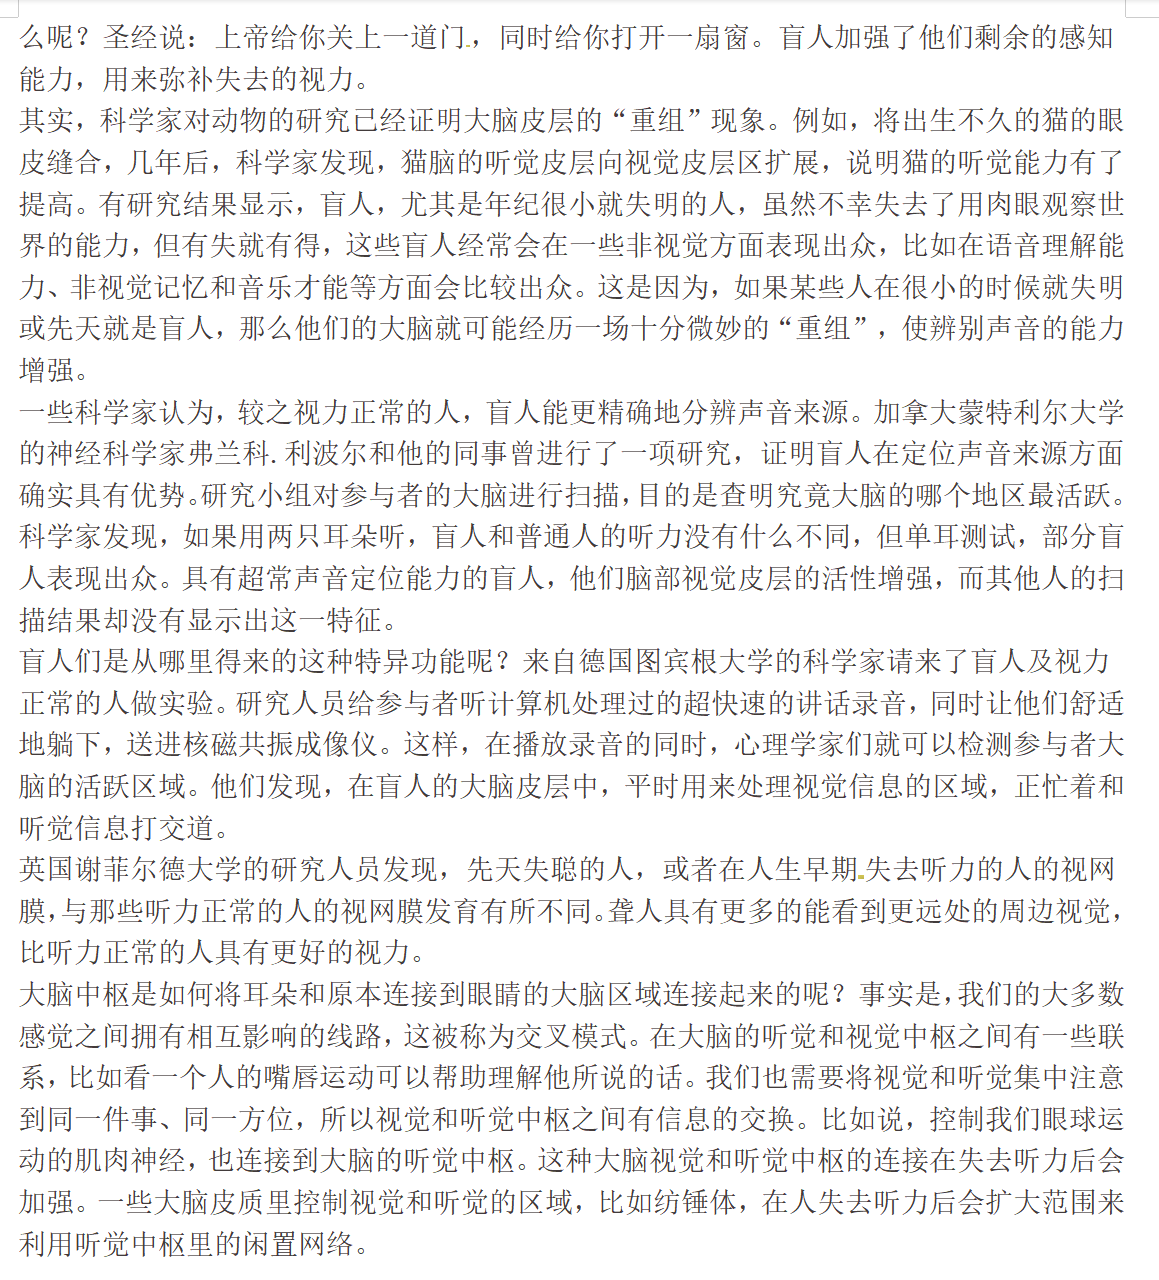 么呢？圣经说：上帝给你关上一道门，同时给你打开一扇窗。盲人加强了他们剩余的感知
能力，用来弥补失去的视力。
其实，科学家对动物的研究已经证明大脑皮层的“重组”现象。例如，将出生不久的猫的眼
皮缝合，几年后，科学家发现，猫脑的听觉皮层向视觉皮层区扩展，说明猫的听觉能力有了
提高。有研究结果显示，盲人，尤其是年纪很小就失明的人，虽然不幸失去了用肉眼观察世
界的能力，但有失就有得，这些盲人经常会在一些非视觉方面表现出众，比如在语音理解能
力、非视觉记忆和音乐才能等方面会比较出众。这是因为，如果某些人在很小的时候就失明
或先天就是盲人，那么他们的大脑就可能经历一场十分微妙的“重组”，使辨别声音的能力
增强。
一些科学家认为，较之视力正常的人，盲人能更精确地分辨声音来源。加拿大蒙特利尔大学
的神经科学家弗兰科.利波尔和他的同事曾进行了一项研究，证明盲人在定位声音来源方面
确实具有优势。研究小组对参与者的大脑进行扫描，目的是查明究竟大脑的哪个地区最活跃。
科学家发现，如果用两只耳朵听，盲人和普通人的听力没有什么不同，但单耳测试，部分盲
人表现出众。具有超常声音定位能力的盲人，他们脑部视觉皮层的活性增强，而其他人的扫
描结果却没有显示出这一特征。
盲人们是从哪里得来的这种特异功能呢？来自德国图宾根大学的科学家请来了盲人及视力
正常的人做实验。研究人员给参与者听计算机处理过的超快速的讲话录音，同时让他们舒适
地躺下，送进核磁共振成像仪。这样，在播放录音的同时，心理学家们就可以检测参与者大
脑的活跃区域。他们发现，在盲人的大脑皮层中，平时用来处理视觉信息的区域，正忙着和
听觉信息打交道。
英国谢菲尔德大学的研究人员发现，先天失聪的人，或者在人生早期失去听力的人的视网
膜，与那些听力正常的人的视网膜发育有所不同。聋人具有更多的能看到更远处的周边视觉，
比听力正常的人具有更好的视力。
大脑中枢是如何将耳朵和原本连接到眼睛的大脑区域连接起来的呢？事实是，我们的大多数
感觉之间拥有相互影响的线路，这被称为交叉模式。在大脑的听觉和视觉中枢之间有一些联
系，比如看一个人的嘴唇运动可以帮助理解他所说的话。我们也需要将视觉和听觉集中注意
到同一件事、同一方位，所以视觉和听觉中枢之间有信息的交换。比如说，控制我们眼球运
动的肌肉神经，也连接到大脑的听觉中枢。这种大脑视觉和听觉中枢的连接在失去听力后会
加强。一些大脑皮质里控制视觉和听觉的区域，比如纺锤体，在人失去听力后会扩大范围来
利用听觉中枢里的闲置网络。